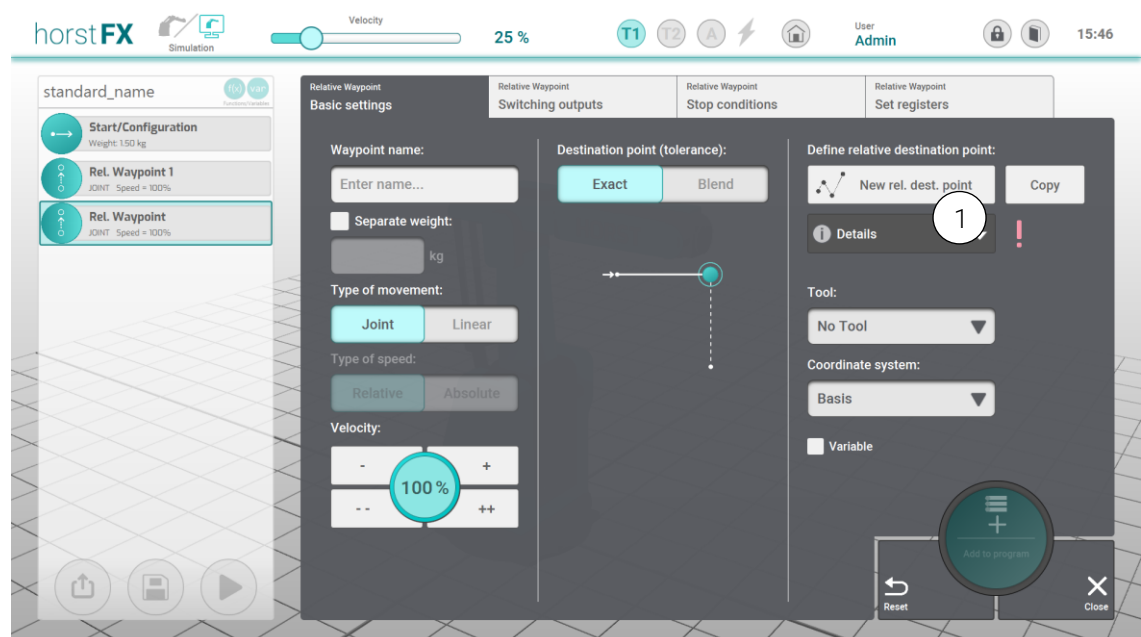 horstFX
Simulation
Velocity
25 %
T1
T2
A
User
Admin
15:46
standard_name
f(x)
var
Functions/Variables
Start/Configuration
Weight: 1.50 kg
Rel. Waypoint 1
JOINT Speed = 100%
Rel. Waypoint
JOINT Speed = 100%
Relative Waypoint
Basic settings
Relative Waypoint
Switching outputs
Relative Waypoint
Stop conditions
Relative Waypoint
Set registers
Waypoint name:
Enter name...
Separate weight:
kg
Type of movement:
Joint
Linear
Type of speed:
Relative
Absolute
Velocity:
-
+
100 %
- -
++
Destination point (tolerance):
Exact
Blend
Define relative destination point:
New rel. dest. point
Copy
1
Details
!
Tool:
No Tool
Coordinate system:
Basis
Variable
Add to program
Reset
Close